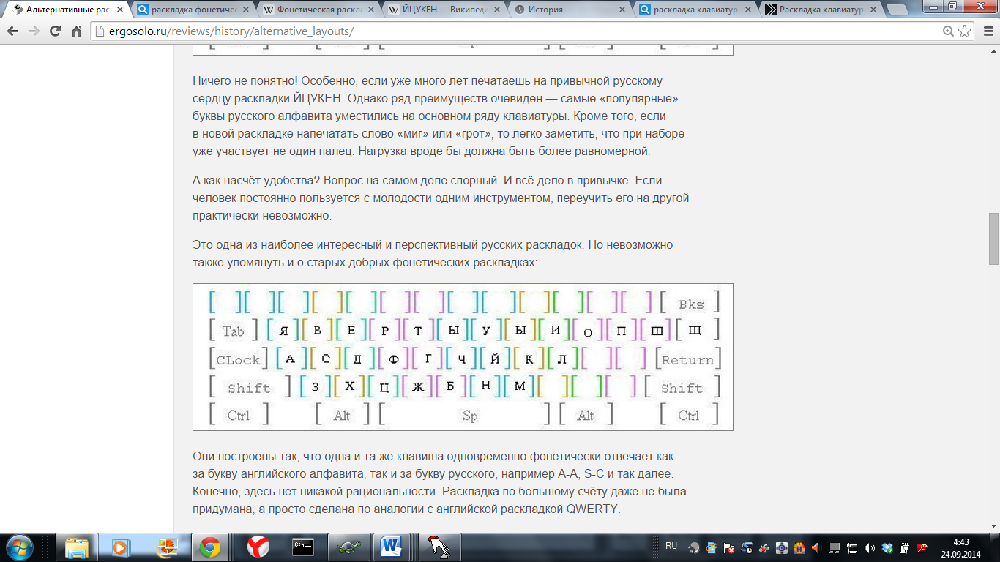 Альтернативные рас
раскладка фонетичес
Фонетическая раскла
ЙЦУКЕН — Википеди
История
раскладка клавиатуры
Раскладка клавиатур
ergosolo.ru/reviews/history/alternative_layouts/
Ничего не понятно! Особенно, если уже много лет печатаешь на привычной русскому
сердцу раскладки ЙЦУКЕН. Однако ряд преимуществ очевиден — самые «популярные»
буквы русского алфавита уместились на основном ряду клавиатуры. Кроме того, если
в новой раскладке напечатать слово «миг» или «грот», то легко заметить, что при наборе
уже участвует не один палец. Нагрузка вроде бы должна быть более равномерной.
А как насчёт удобства? Вопрос на самом деле спорный. И всё дело в привычке. Если
человек постоянно пользуется с молодости одним инструментом, переучить его на другой
практически невозможно.
Это одна из наиболее интересный и перспективный русских раскладок. Но невозможно
также упомянуть и о старых добрых фонетических раскладках:
[ ][ ][ ][ ][ ][ ][ ][ ][ ][ ][ ][ ][ ][ Bks ]
[ Tab ][ Я ][ В ][ Е ][ Р ][ Т ][ Ы ][ У ][ Ы ][ И ][ О ][ П ][ Ш ][ Щ ]
[CLock][ А ][ С ][ Д ][ Ф ][ Г ][ Ч ][ Й ][ К ][ Л ][ ][ ][Return]
[ Shift ][ З ][ Х ][ Ц ][ Ж ][ Б ][ Н ][ М ][ ][ ][ ][ Shift ]
[ Ctrl ] [ Alt ][ Sp ][ Alt ] [ Ctrl ]
Они построены так, что одна и та же клавиша одновременно фонетически отвечает как
за букву английского алфавита, так и за букву русского, например A-А, S-С и так далее.
Конечно, здесь нет никакой рациональности. Раскладка по большому счёту даже не была
придумана, а просто сделана по аналогии с английской раскладкой QWERTY.
RU
4:43
24.09.2014